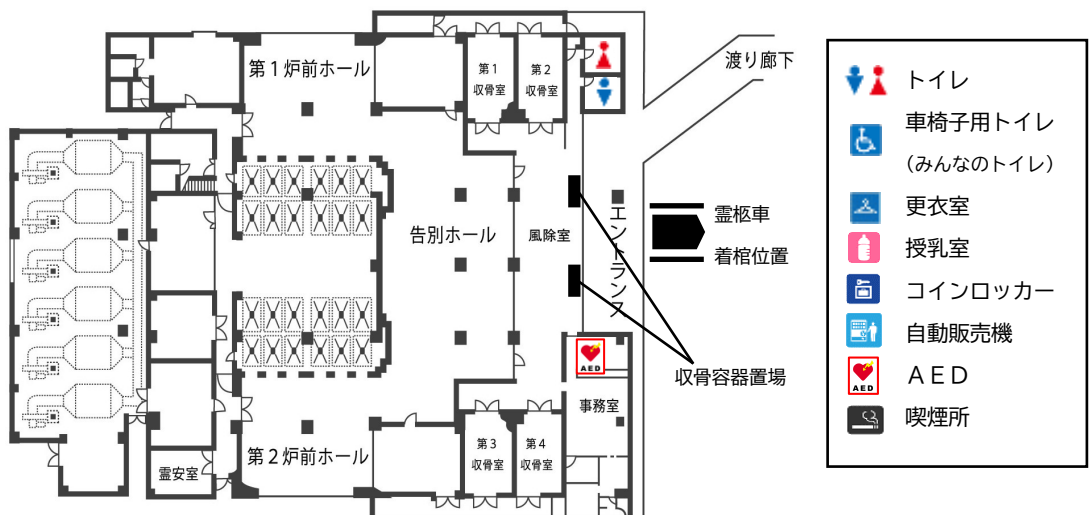 第１炉前ホール
第１
収骨室
第２
収骨室
渡り廊下
告別ホール
風除室
エントランス
霊柩車
着棺位置
収骨容器置場
AED
事務室
第２炉前ホール
第３
収骨室
第４
収骨室
霊安室
トイレ
車椅子用トイレ
（みんなのトイレ）
更衣室
授乳室
コインロッカー
自動販売機
AED
ＡＥＤ
喫煙所